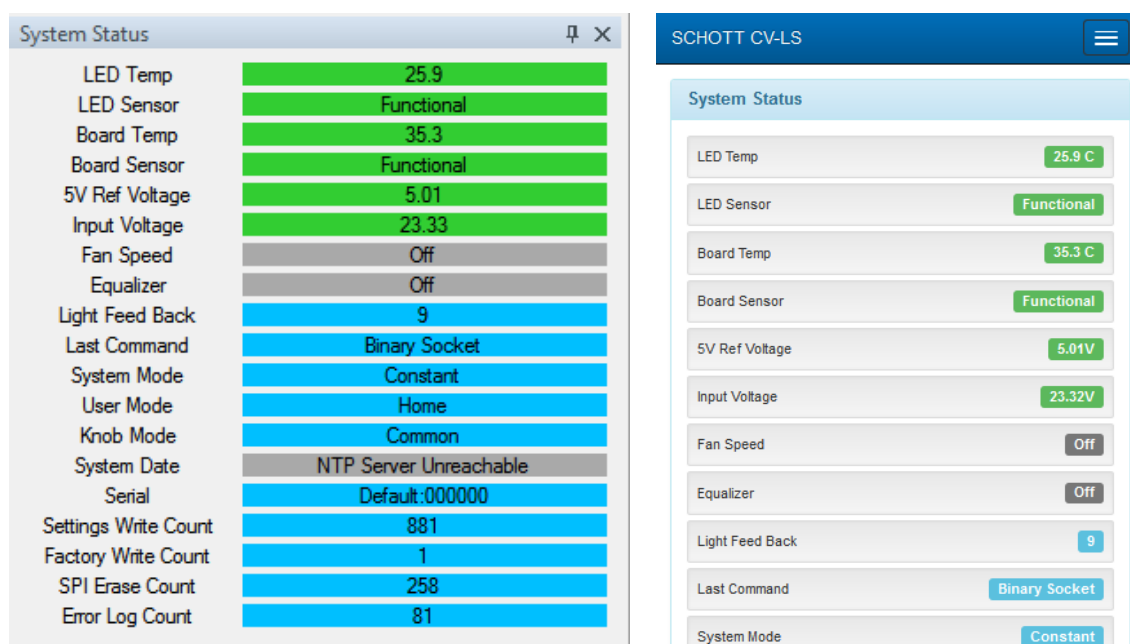 System Status
LED Temp 25.9
LED Sensor Functional
Board Temp 35.3
Board Sensor Functional
5V Ref Voltage 5.01
Input Voltage 23.33
Fan Speed Off
Equalizer Off
Light Feed Back 9
Last Command Binary Socket
System Mode Constant
User Mode Home
Knob Mode Common
System Date NTP Server Unreachable
Serial Default:000000
Settings Write Count 881
Factory Write Count 1
SPI Erase Count 258
Error Log Count 81
SCHOTT CV-LS
System Status
LED Temp 25.9 C
LED Sensor Functional
Board Temp 35.3 C
Board Sensor Functional
5V Ref Voltage 5.01V
Input Voltage 23.32V
Fan Speed Off
Equalizer Off
Light Feed Back 9
Last Command Binary Socket
System Mode Constant